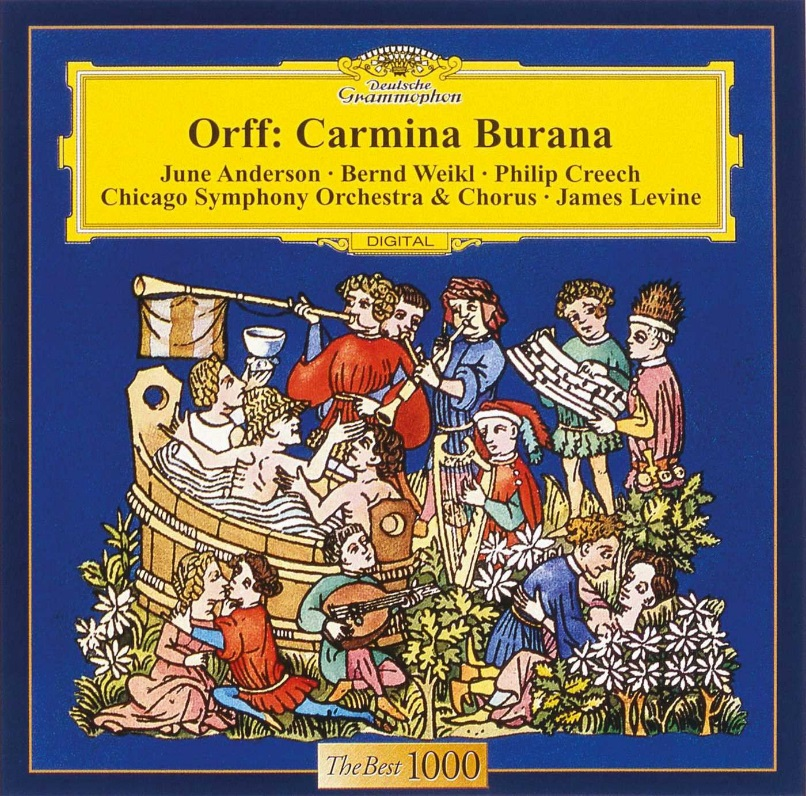 Deutsche
Grammophon
Orff: Carmina Burana
June Anderson · Bernd Weikl · Philip Creech
Chicago Symphony Orchestra & Chorus · James Levine
DIGITAL
The Best 1000